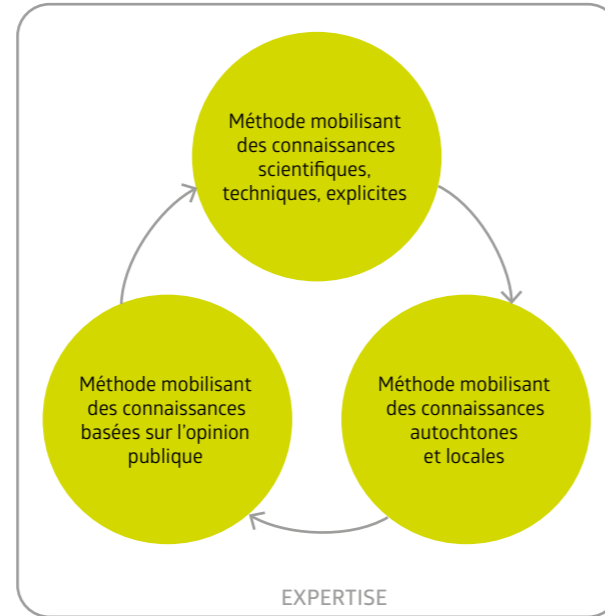 Méthode mobilisant
des connaissances
scientifiques,
techniques, explicites
Méthode mobilisant
des connaissances
basées sur l'opinion
publique
Méthode mobilisant
des connaissances
autochtones
et locales
EXPERTISE